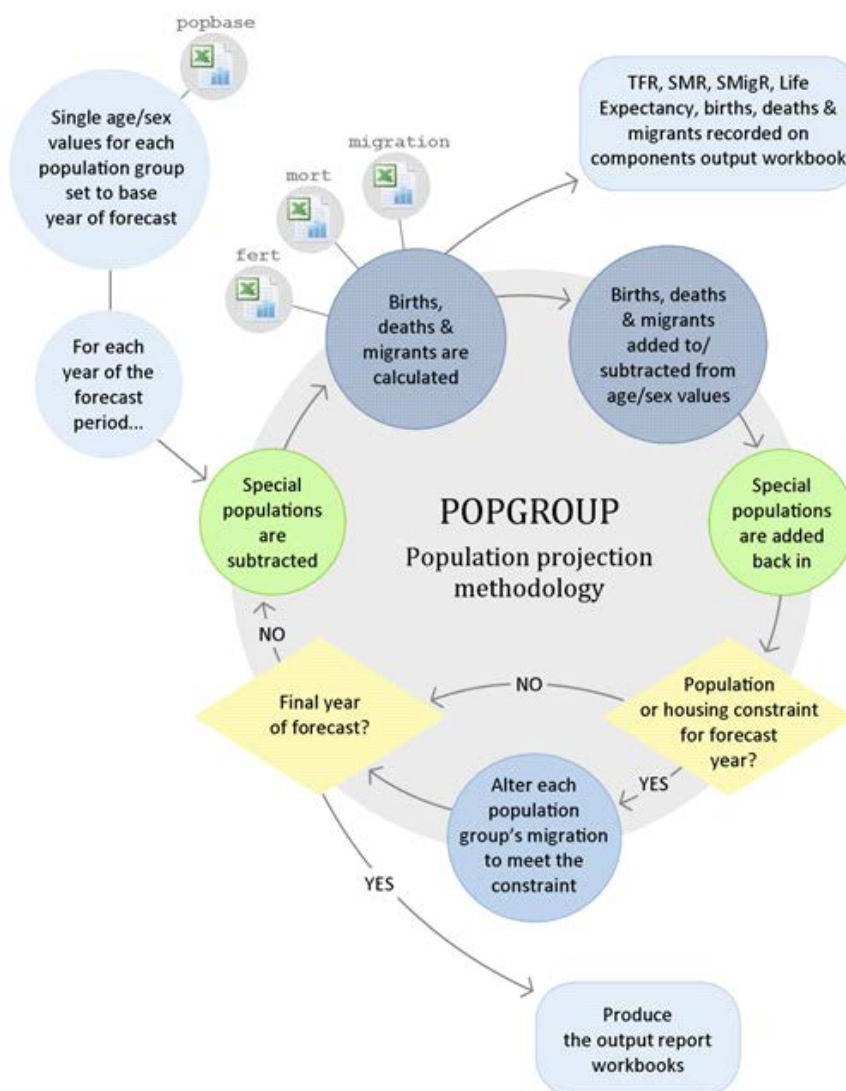 popbase
Single age/sex
values for each
population group
set to base
year of forecast
For each
year of the
forecast
period...
fert
mort
migration
Births,
deaths &
migrants are
calculated
TFR, SMR, SMigR, Life
Expectancy, births, deaths &
migrants recorded on
components output workbook
Births, deaths
& migrants
added to/
subtracted from
age/sex values
Special
populations
are
subtracted
POPGROUP
Population projection
methodology
Special
populations
are added
back in
NO
Final year
of forecast?
NO
Population
or housing constraint
for forecast
year?
YES
Alter each
population
group's migration
to meet the
constraint
YES
Produce
the output report
workbooks